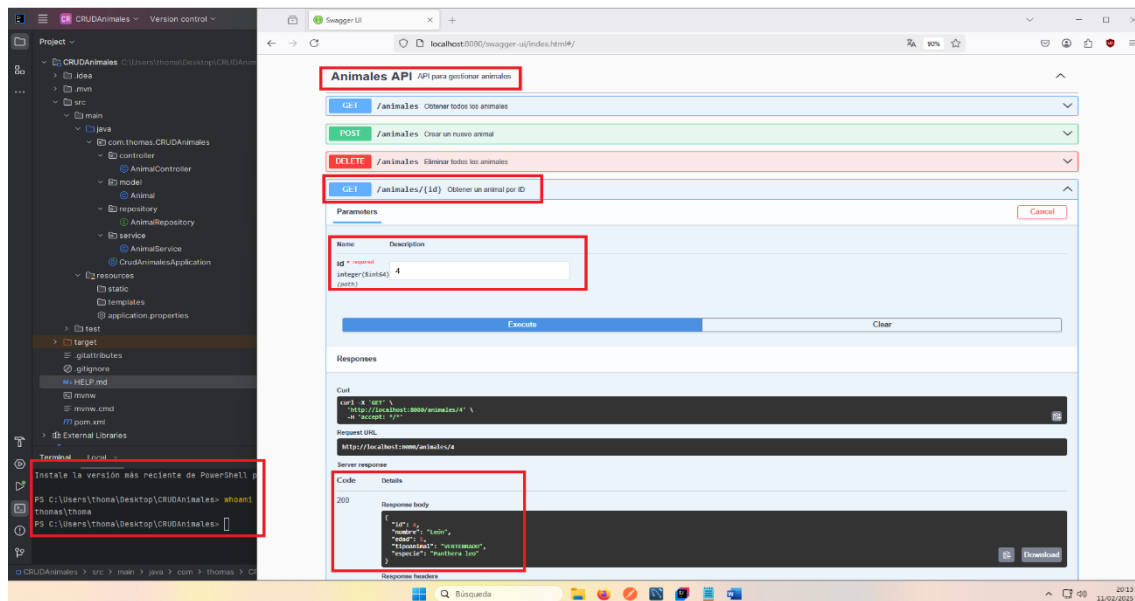 CR CRUDAnimales Version control
Project
CRUDAnimales C:\Users\thoma\Desktop\CRUDAnim
.idea
.mvn
src
main
java
com.thomas.CRUDAnimales
controller
AnimalController
model
Animal
repository
AnimalRepository
service
AnimalService
CrudAnimalesApplication
resources
static
templates
application.properties
test
target
.gitattributes
.gitignore
HELP.md
mvnw
mvnw.cmd
pom.xml
External Libraries
Terminal Local
Instale la versión más reciente de PowerShell p
PS C:\Users\thoma\Desktop\CRUDAnimales> whoami
thomas\thoma
PS C:\Users\thoma\Desktop\CRUDAnimales>
CRUDAnimales > src > main > java > com > thomas > CR
Swagger UI
localhost:8080/swagger-ui/index.html#/
90%
Animales API API para gestionar animales
GET /animales Obtener todos los animales
POST /animales Crear un nuevo animal
DELETE /animales Eliminar todos los animales
GET /animales/{id} Obtener un animal por ID
Parameters
Cancel
Name Description
id * required
integer($int64)
(path)
4
Execute Clear
Responses
Curl
curl -X 'GET' \
'http://localhost:8080/animales/4' \
-H 'accept: */*'
Request URL
http://localhost:8080/animales/4
Server response
Code Details
200
Response body
{
"id": 4,
"nombre": "León",
"edad":
"tipoanimal": "VERTEBRADO",
"especie": "Panthera leo"
}
Download
Response headers
Búsqueda
20:13
11/02/2025